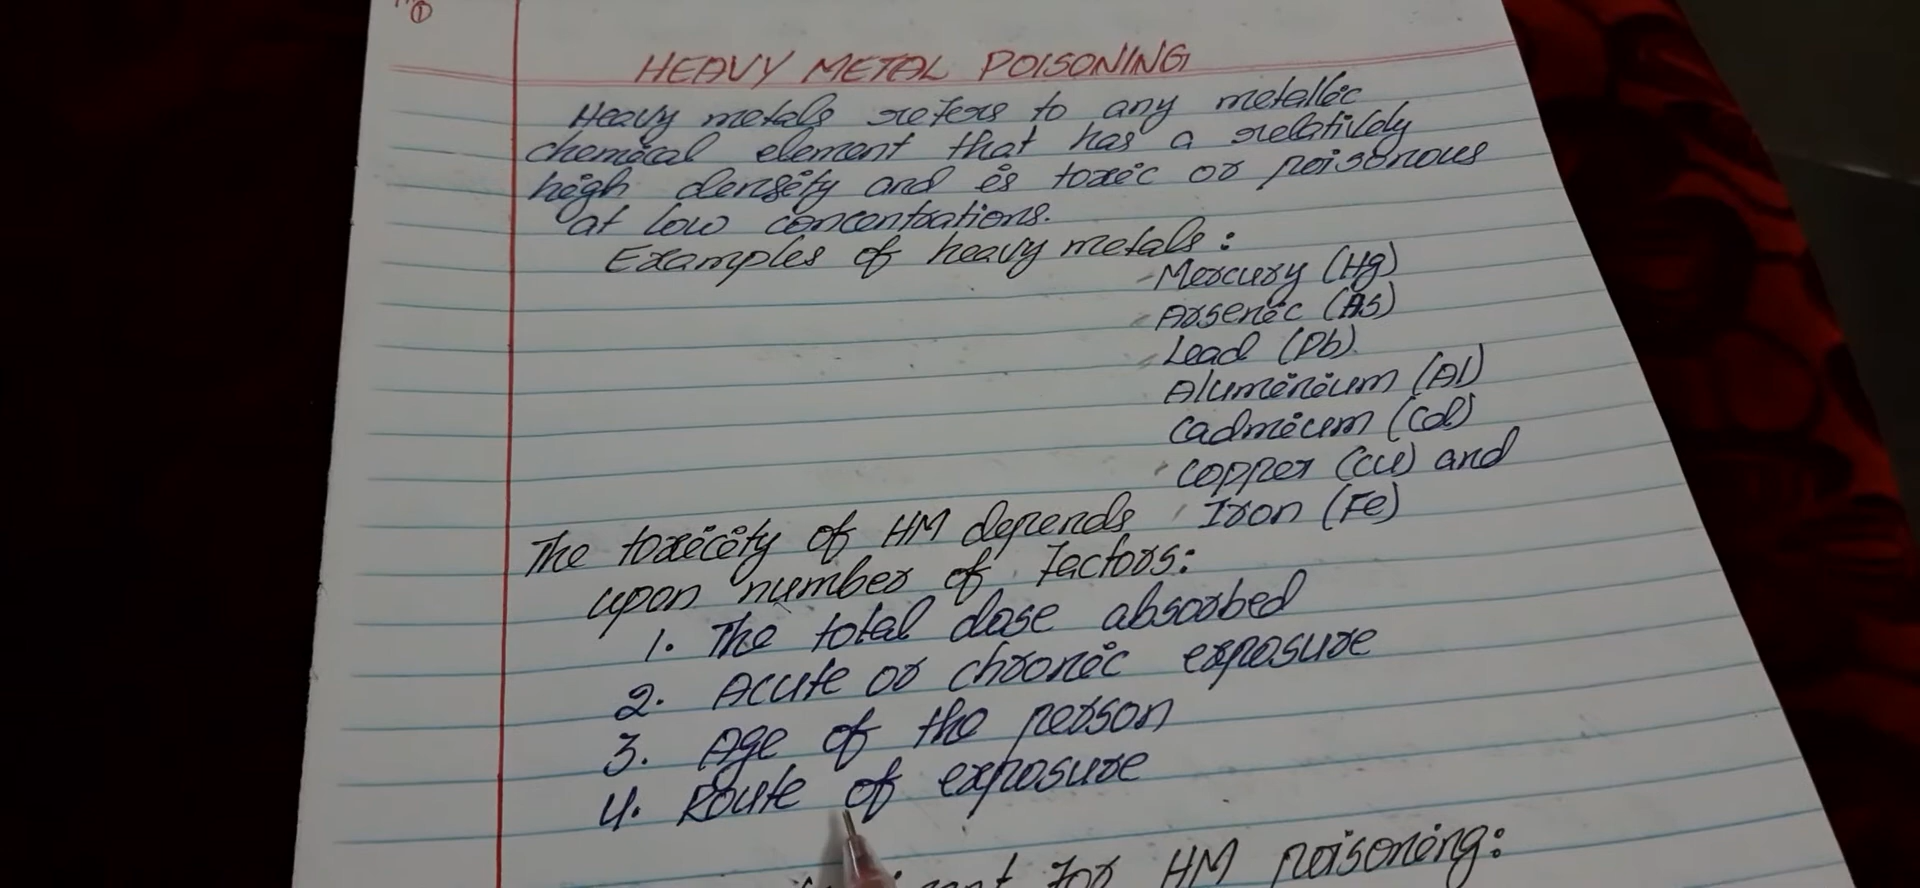 ①
HEAVY METAL POISONING
Heavy metals refers to any metallic
chemical element that has a relatively
high density and is toxic or poisonous
at low concentrations.
Examples of heavy metals:
- Mercury (Hg)
- Arsenic (As)
- Lead (Pb).
Aluminium (Al)
Cadmium (Cd)
- Copper (Cu) and
- Iron (Fe)
The toxicity of HM depends
upon number of factors:
1. The total dose absorbed
2. Acute or chronic exposure
3. Age of the person
4. Route of exposure
for HM poisoning: